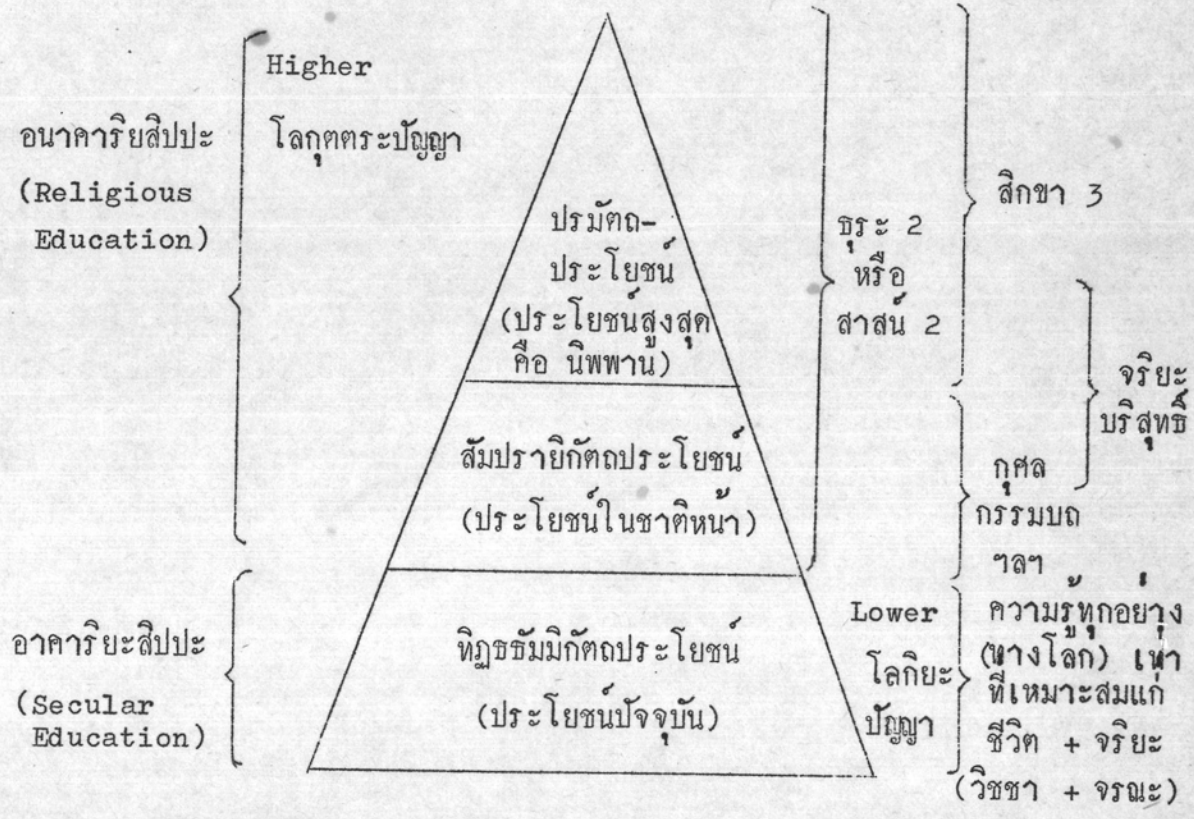 Higher
อนาคาริยสิปปะ
(Religious
Education)
โลกุตตระปัญญา
ปรมัตถ-
ประโยชน์
(ประโยชน์สูงสุด
คือ นิพพาน)
ธุระ 2
หรือ
สาสน์ 2
สิกขา 3
จริยะ
บริสุทธิ์
สัมปรายิกัตถประโยชน์
(ประโยชน์ในชาติหน้า)
กุศล
กรรมบถ
ฯลฯ
อาคาริยะสิปปะ
(Secular
Education)
ทิฏธธัมมิกัตถประโยชน์
(ประโยชน์ปัจจุบัน)
Lower
โลกิยะ
ปัญญา
ความรู้ทุกอย่าง
(ทางโลก) เท่า
ที่เหมาะสมแก่
ชีวิต + จริยะ
(วิชชา + จรณะ)